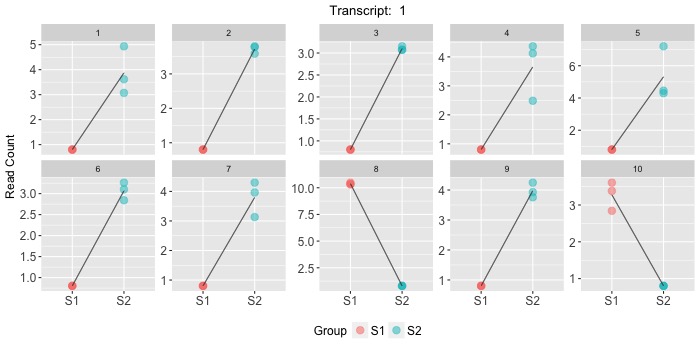 Transcript: 1
1 2 3 4 5
5 4 3 2 1
3 2 1
3.0 2.5 2.0 1.5 1.0
4 3 2 1
6 4 2
Read Count
6 7 8 9 10
3.0 2.5 2.0 1.5 1.0
4 3 2 1
10.0 7.5 5.0 2.5
4 3 2 1
3 2 1
S1 S2 S1 S2 S1 S2 S1 S2 S1 S2
Group S1 S2